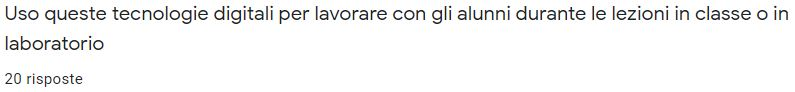 Uso queste tecnologie digitali per lavorare con gli alunni durante le lezioni in classe o in
laboratorio
20 risposte